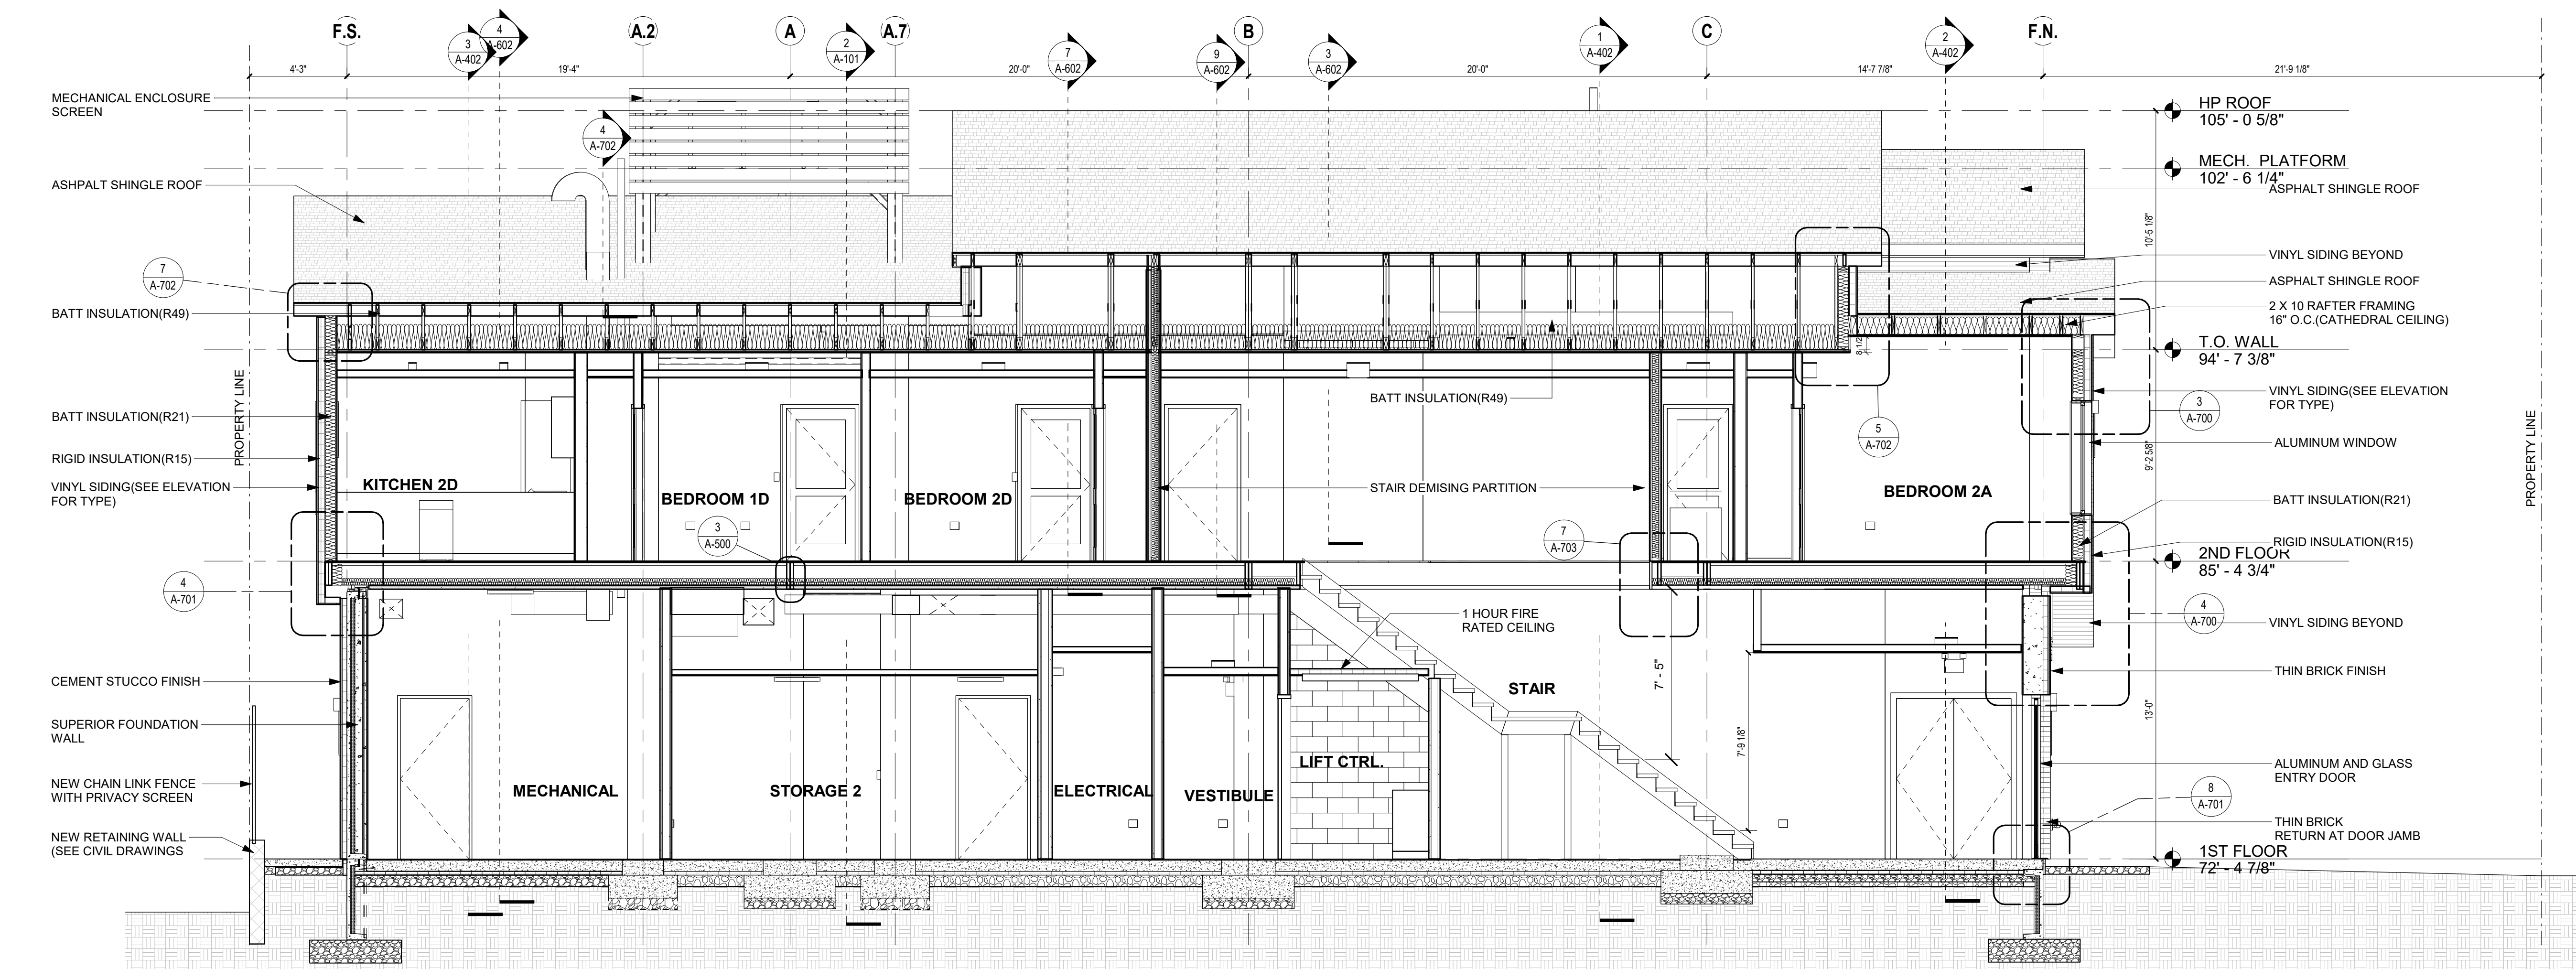 F.S.
A.2
A
A.7
B
C
F.N.
3
A-402
4
A-602
2
A-101
7
A-602
9
A-602
3
A-602
1
A-402
2
A-402
4'-3"
19'-4"
20'-0"
20'-0"
14'-7 7/8"
21'-9 1/8"
MECHANICAL ENCLOSURE
SCREEN
4
A-702
ASHPALT SHINGLE ROOF
7
A-702
BATT INSULATION(R49)
BATT INSULATION(R21)
RIGID INSULATION(R15)
VINYL SIDING(SEE ELEVATION
FOR TYPE)
4
A-701
CEMENT STUCCO FINISH
SUPERIOR FOUNDATION
WALL
NEW CHAIN LINK FENCE
WITH PRIVACY SCREEN
NEW RETAINING WALL
(SEE CIVIL DRAWINGS
PROPERTY LINE
KITCHEN 2D
BEDROOM 1D
BEDROOM 2D
3
A-500
BATT INSULATION(R49)
STAIR DEMISING PARTITION
7
A-703
BEDROOM 2A
5
A-702
8 1/2"
1 HOUR FIRE
RATED CEILING
STAIR
7' - 5"
7'-9 1/8"
MECHANICAL
STORAGE 2
ELECTRICAL
VESTIBULE
LIFT CTRL.
HP ROOF
105' - 0 5/8"
MECH. PLATFORM
102' - 6 1/4"
ASPHALT SHINGLE ROOF
10'-5 1/8"
VINYL SIDING BEYOND
ASPHALT SHINGLE ROOF
2 X 10 RAFTER FRAMING
16" O.C.(CATHEDRAL CEILING)
T.O. WALL
94' - 7 3/8"
VINYL SIDING(SEE ELEVATION
FOR TYPE)
3
A-700
ALUMINUM WINDOW
9'-2 5/8"
PROPERTY LINE
BATT INSULATION(R21)
RIGID INSULATION(R15)
2ND FLOOR
85' - 4 3/4"
4
A-700
VINYL SIDING BEYOND
THIN BRICK FINISH
13'-0"
ALUMINUM AND GLASS
ENTRY DOOR
8
A-701
THIN BRICK
RETURN AT DOOR JAMB
1ST FLOOR
72' - 4 7/8"